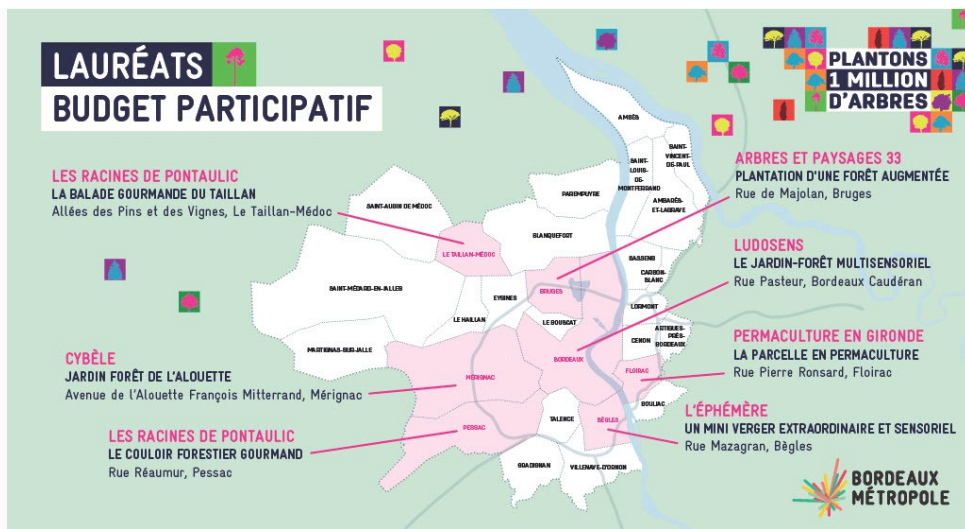 LAURÉATS
BUDGET PARTICIPATIF
PLANTONS
1 MILLION
D'ARBRES
LES RACINES DE PONTAULIC
LA BALADE GOURMANDE DU TAILLAN
Allées des Pins et des Vignes, Le Taillan-Médoc
CYBÈLE
JARDIN FORÊT DE L'ALOUETTE
Avenue de l'Alouette François Mitterrand, Mérignac
LES RACINES DE PONTAULIC
LE COULOIR FORESTIER GOURMAND
Rue Réaumur, Pessac
ARBRES ET PAYSAGES 33
PLANTATION D'UNE FORÊT AUGMENTÉE
Rue de Majolan, Bruges
LUDOSENS
LE JARDIN-FORÊT MULTISENSORIEL
Rue Pasteur, Bordeaux Caudéran
PERMACULTURE EN GIRONDE
LA PARCELLE EN PERMACULTURE
Rue Pierre Ronsard, Floirac
L'ÉPHÉMÈRE
UN MINI VERGER EXTRAORDINAIRE ET SENSORIEL
Rue Mazagran, Bègles
AMBÈS
SAINT-
VINCENT-
DE-PAUL
SAINT-
LOUIS-
DE-
MONTFERRAND
AMBARÈS-
ET-LAGRAVE
PAREMPUYRE
SAINT-AUBIN DE MÉDOC
BLANQUEFORT
LE TAILLAN-MÉDOC
BASSENS
CARBON-
BLANC
SAINT-MÉDARD-EN-JALLES
EYSINES
BRUGES
LORMONT
LE HAILLAN
LE BOUSCAT
ARTIGUES-
PRÈS-
BORDEAUX
CENON
MARTIGNAS-SUR-JALLE
BORDEAUX
FLOIRAC
MÉRIGNAC
BOULIAC
TALENCE
BÈGLES
PESSAC
GRADIGNAN
VILLENAVE-D'ORNON
BORDEAUX
MÉTROPOLE